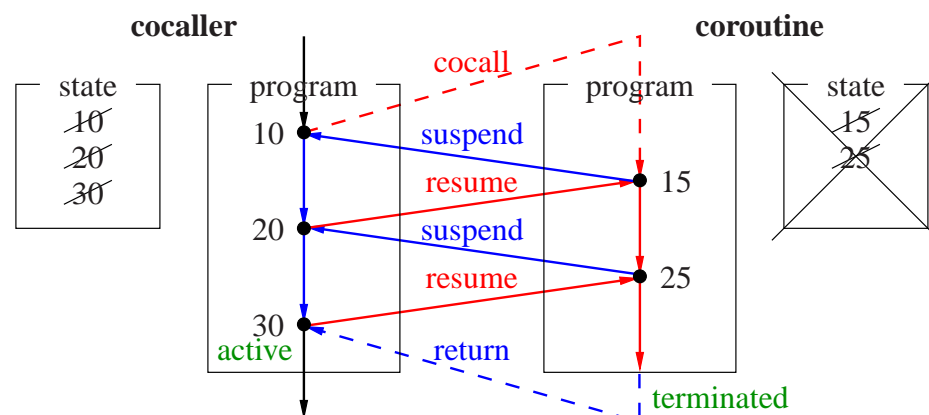 cocaller
coroutine
state
10
20
30
program
10
20
30
active
cocall
suspend
resume
suspend
resume
return
program
15
25
terminated
state
15
25